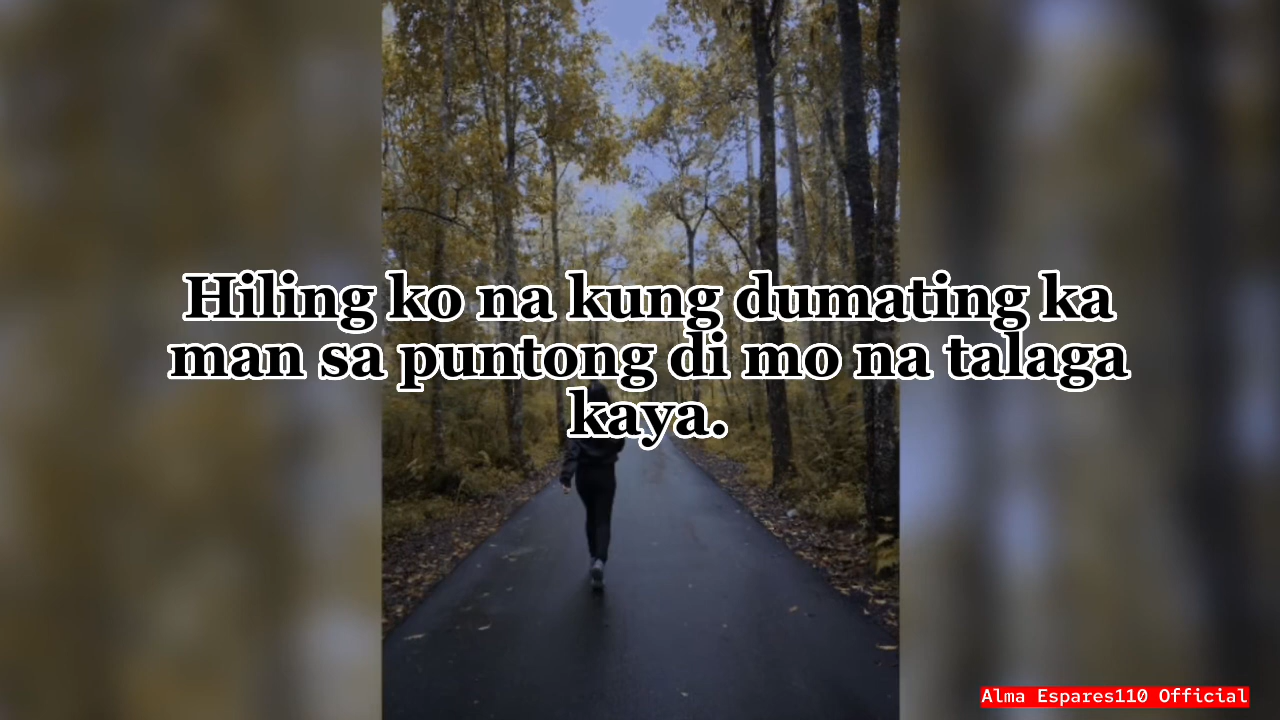 Hiling ko na kung dumating ka
man sa puntong di mo na talaga
kaya.
Alma Espares110 Official